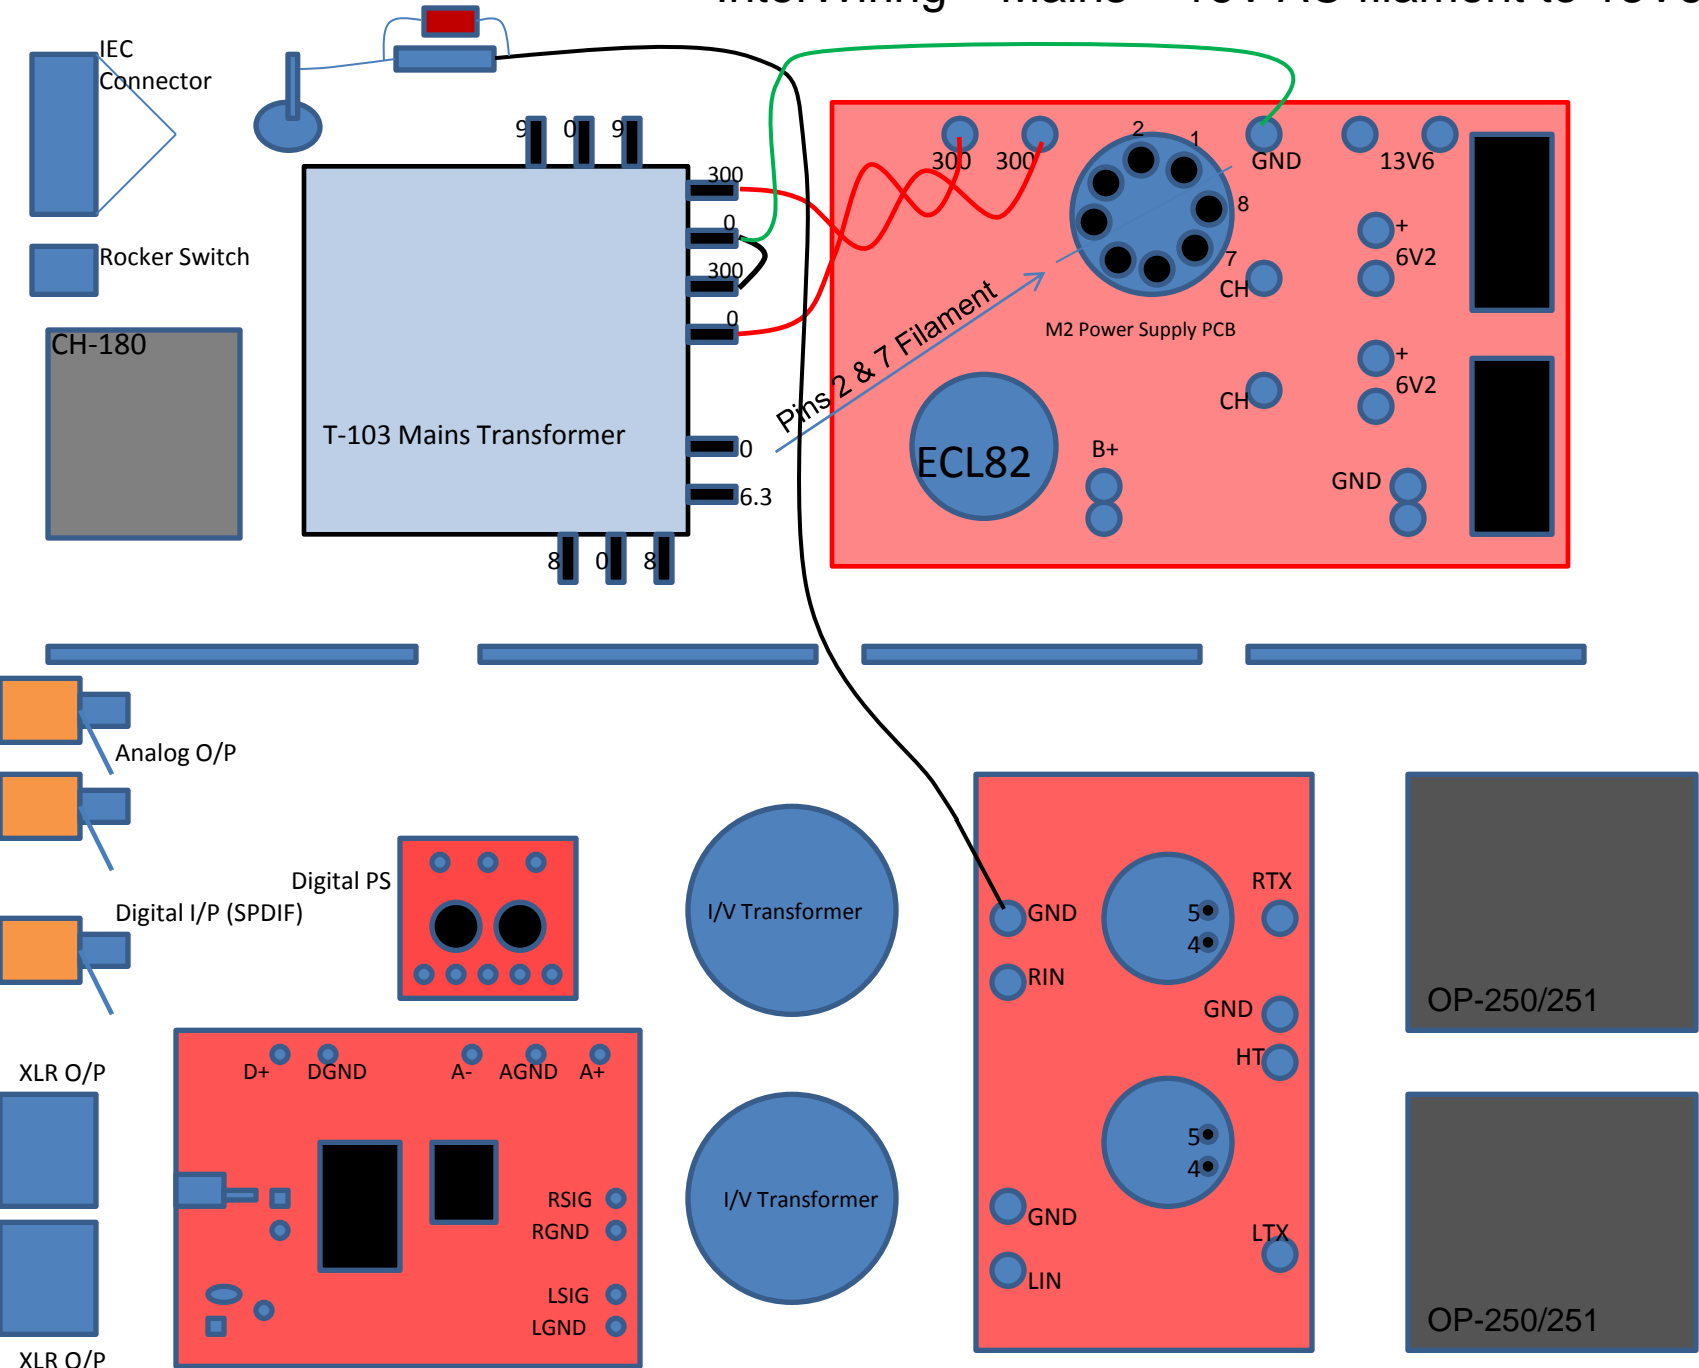 IEC
Connector
Rocker Switch
CH-180
9 0 9
300
0
300
0
0
6.3
T-103 Mains Transformer
8 0 8
Pins 2 & 7 Filament
300 300
2
1
8
7
GND
13V6
+
6V2
CH
M2 Power Supply PCB
+
6V2
CH
ECL82
B+
GND
Analog O/P
Digital I/P (SPDIF)
Digital PS
I/V Transformer
GND
RIN
5
4
RTX
GND
HT
OP-250/251
XLR O/P
XLR O/P
D+ DGND A- AGND A+
RSIG
RGND
LSIG
LGND
I/V Transformer
5
4
GND
LIN
LTX
OP-250/251